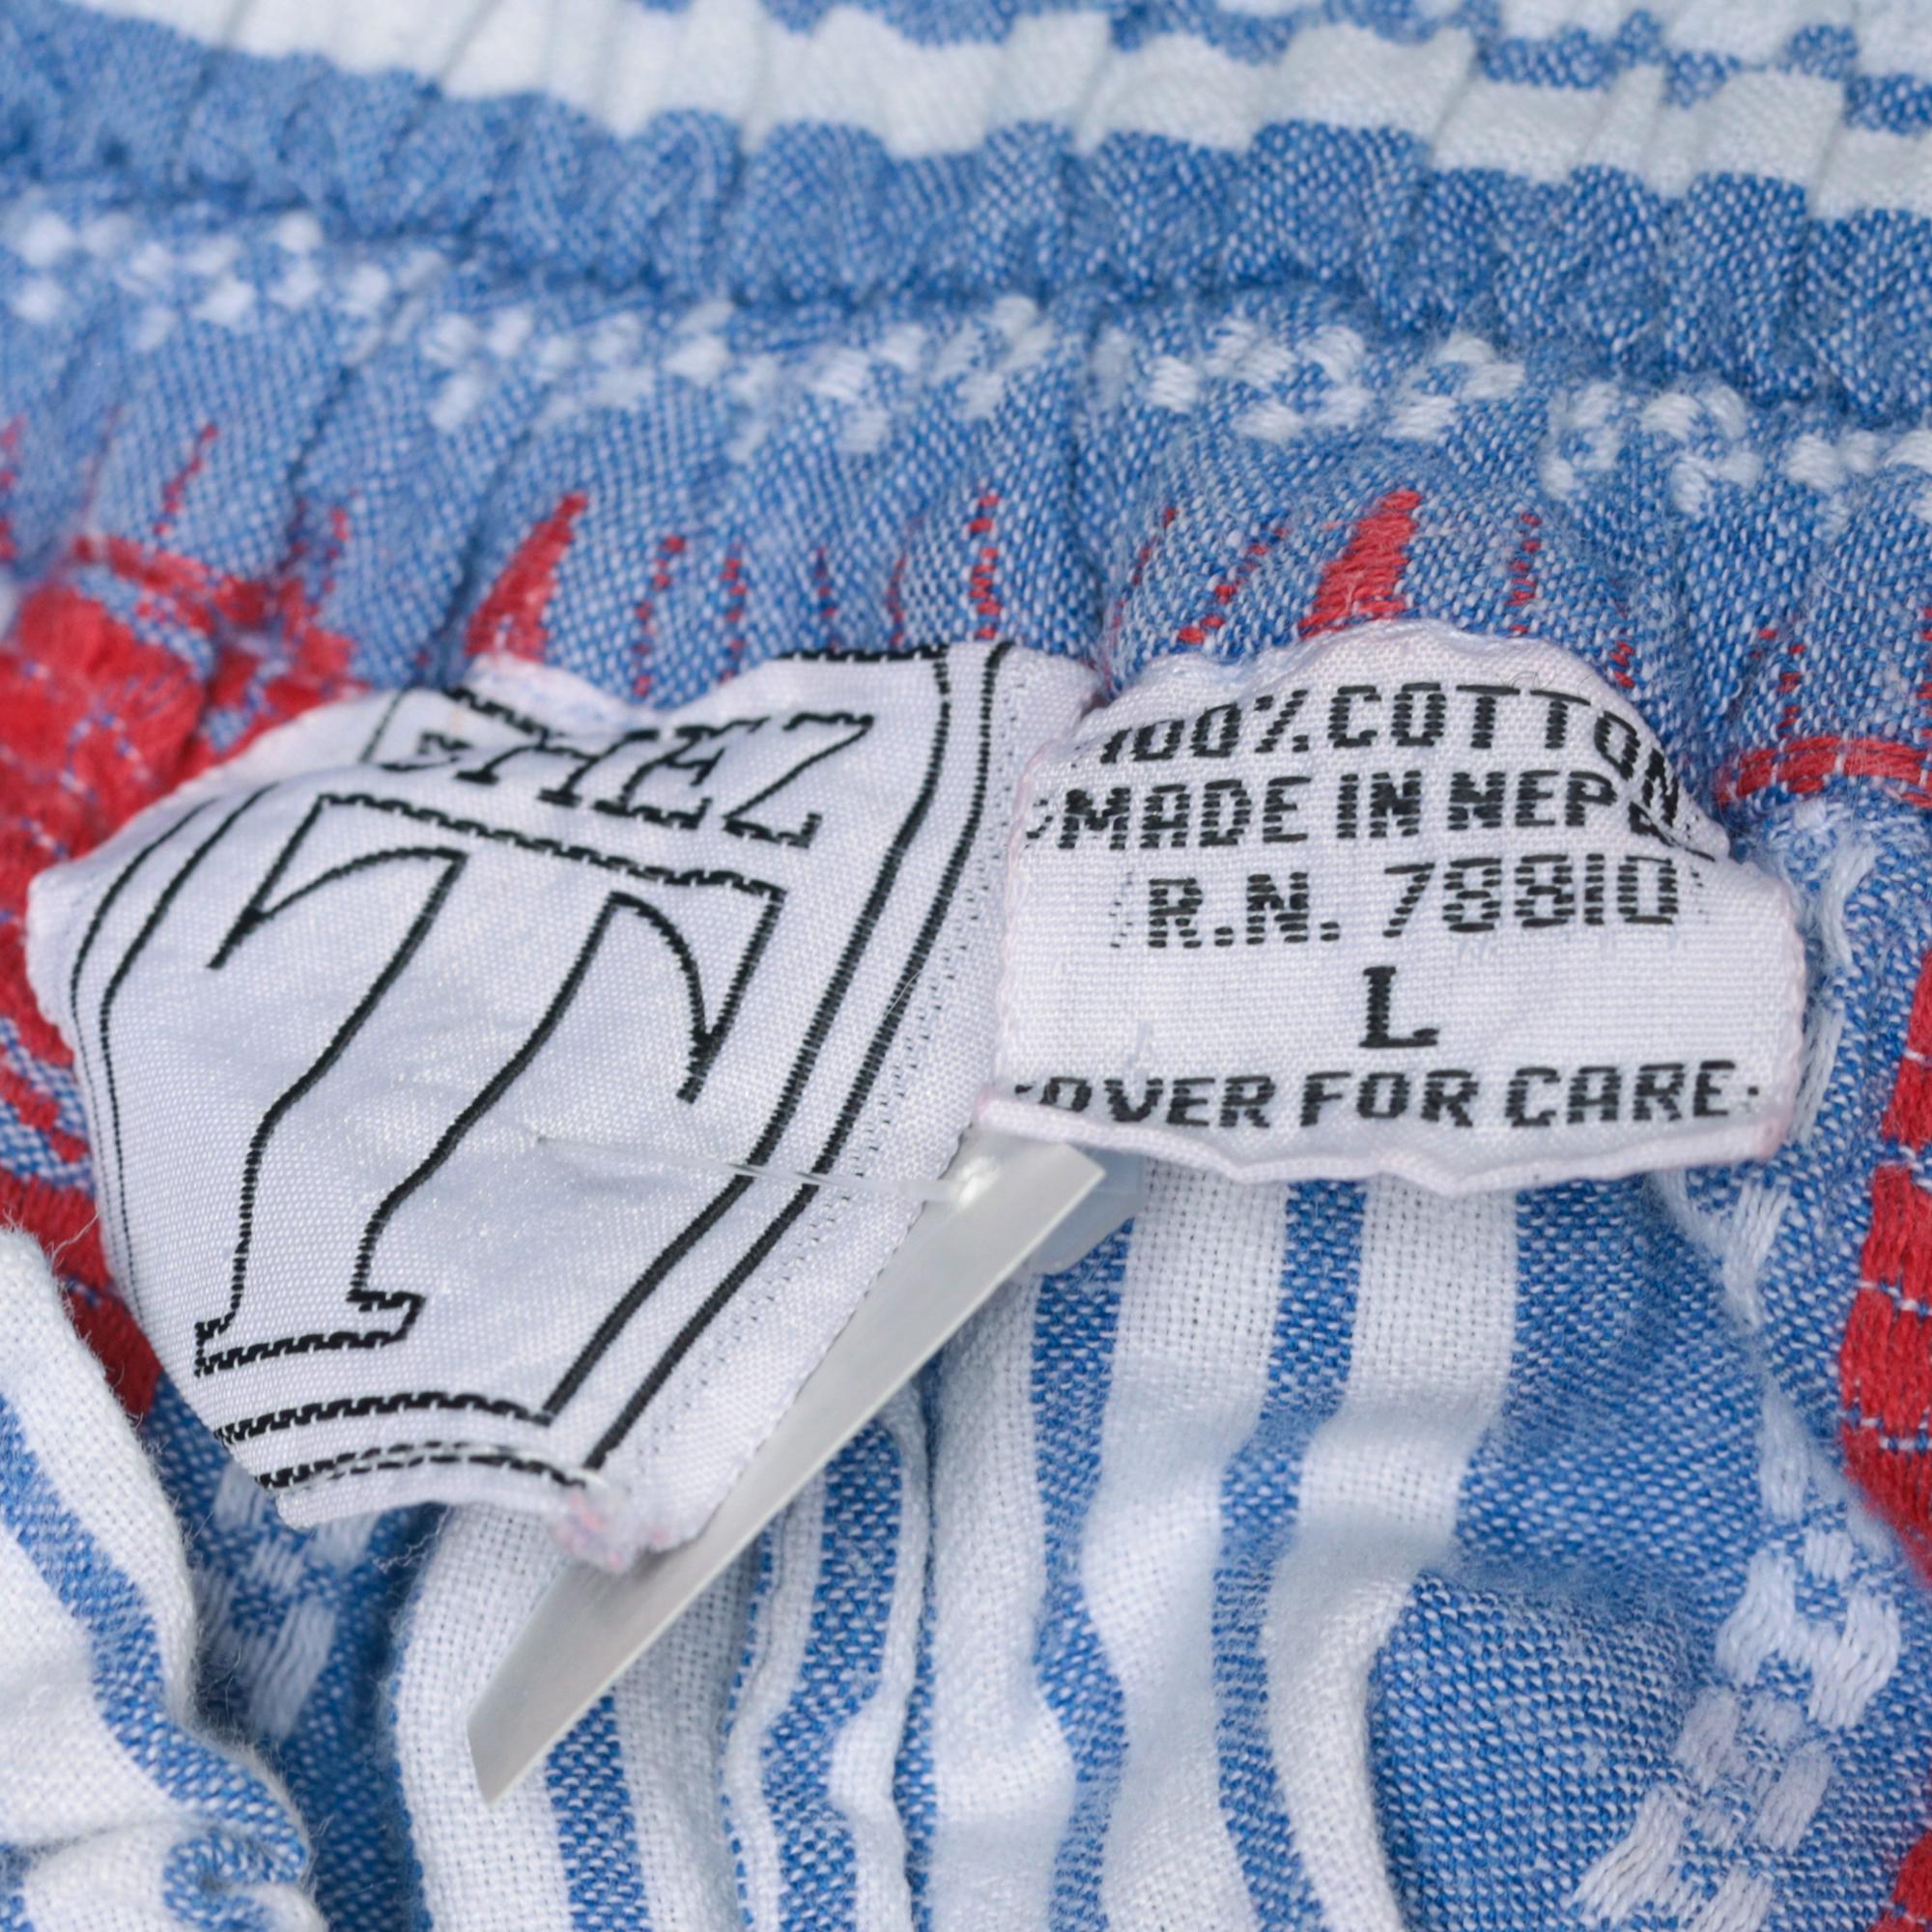 CHEZ
T
100% COTTON
MADE IN NEPAL
R.N. 78810
L
OVER FOR CARE.